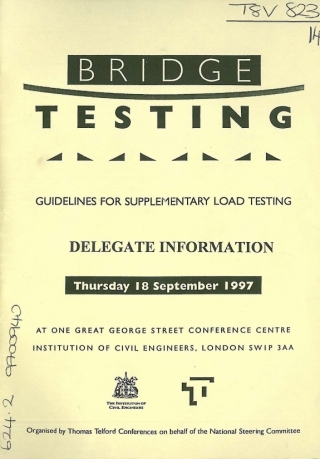 TSV 823
14
BRIDGE
TESTING
GUIDELINES FOR SUPPLEMENTARY LOAD TESTING
DELEGATE INFORMATION
Thursday 18 September 1997
AT ONE GREAT GEORGE STREET CONFERENCE CENTRE
INSTITUTION OF CIVIL ENGINEERS, LONDON SW1P 3AA
THE INSTITUTION OF
CIVIL ENGINEERS
Organised by Thomas Telford Conferences on behalf of the National Steering Committee
624.2 9700940